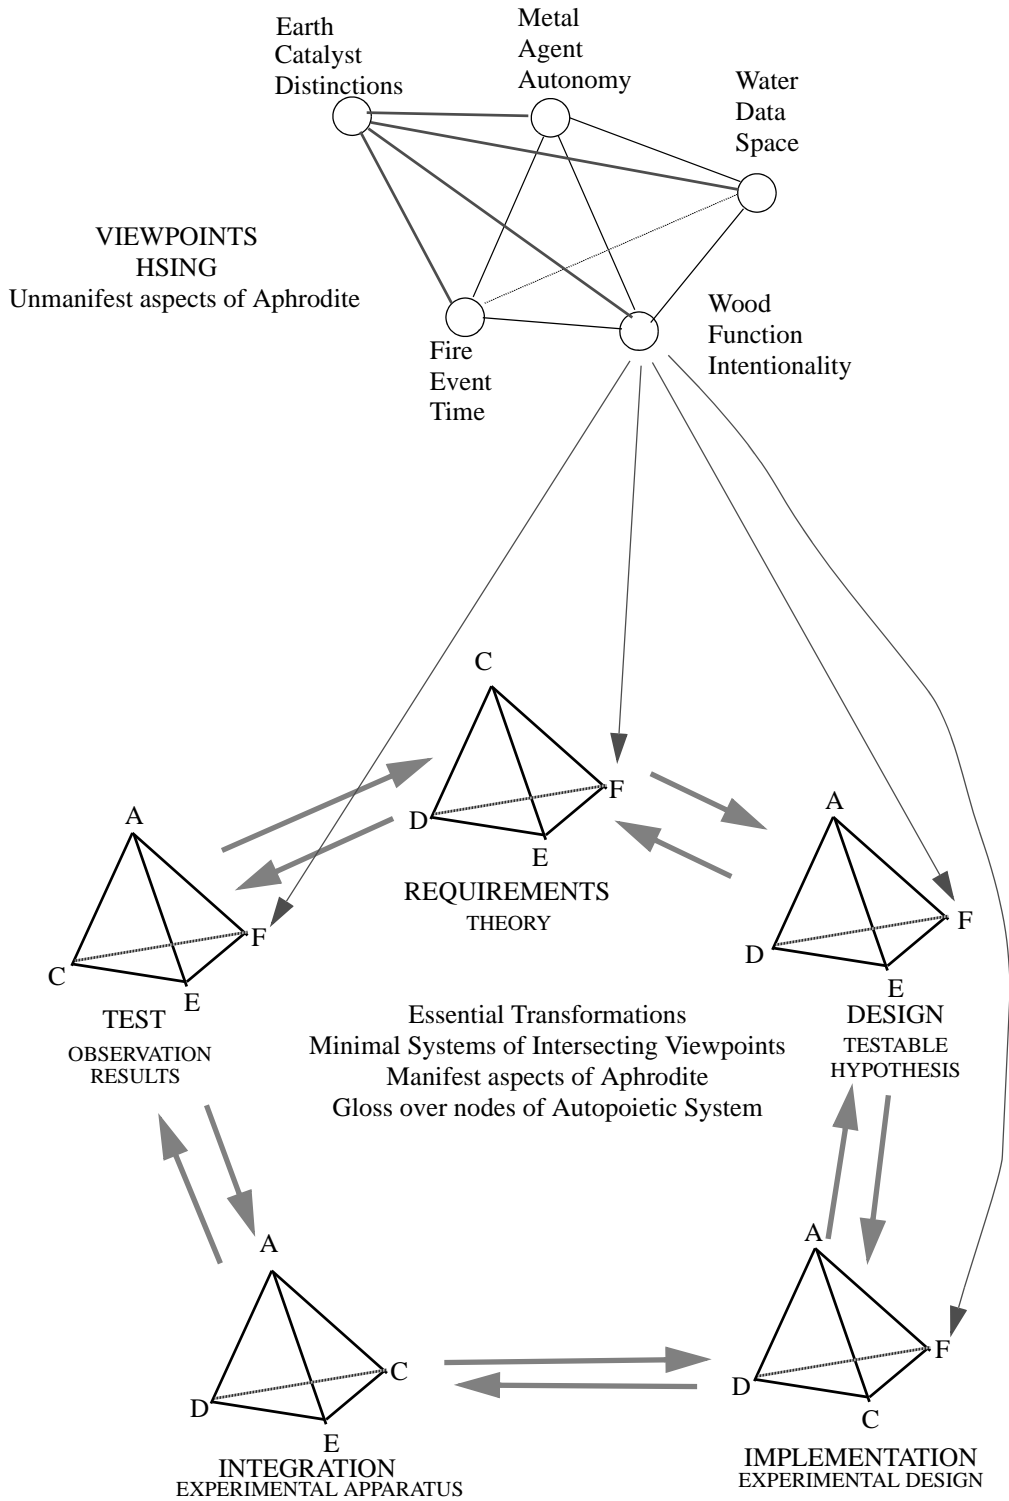 Earth
Catalyst
Distinctions
Metal
Agent
Autonomy
Water
Data
Space
VIEWPOINTS
HSING
Unmanifest aspects of Aphrodite
Fire
Event
Time
Wood
Function
Intentionality
C
D
F
E
REQUIREMENTS
THEORY
A
C
F
E
TEST
OBSERVATION
RESULTS
A
D
F
E
DESIGN
TESTABLE
HYPOTHESIS
Essential Transformations
Minimal Systems of Intersecting Viewpoints
Manifest aspects of Aphrodite
Gloss over nodes of Autopoietic System
A
D
C
E
INTEGRATION
EXPERIMENTAL APPARATUS
A
D
F
C
IMPLEMENTATION
EXPERIMENTAL DESIGN